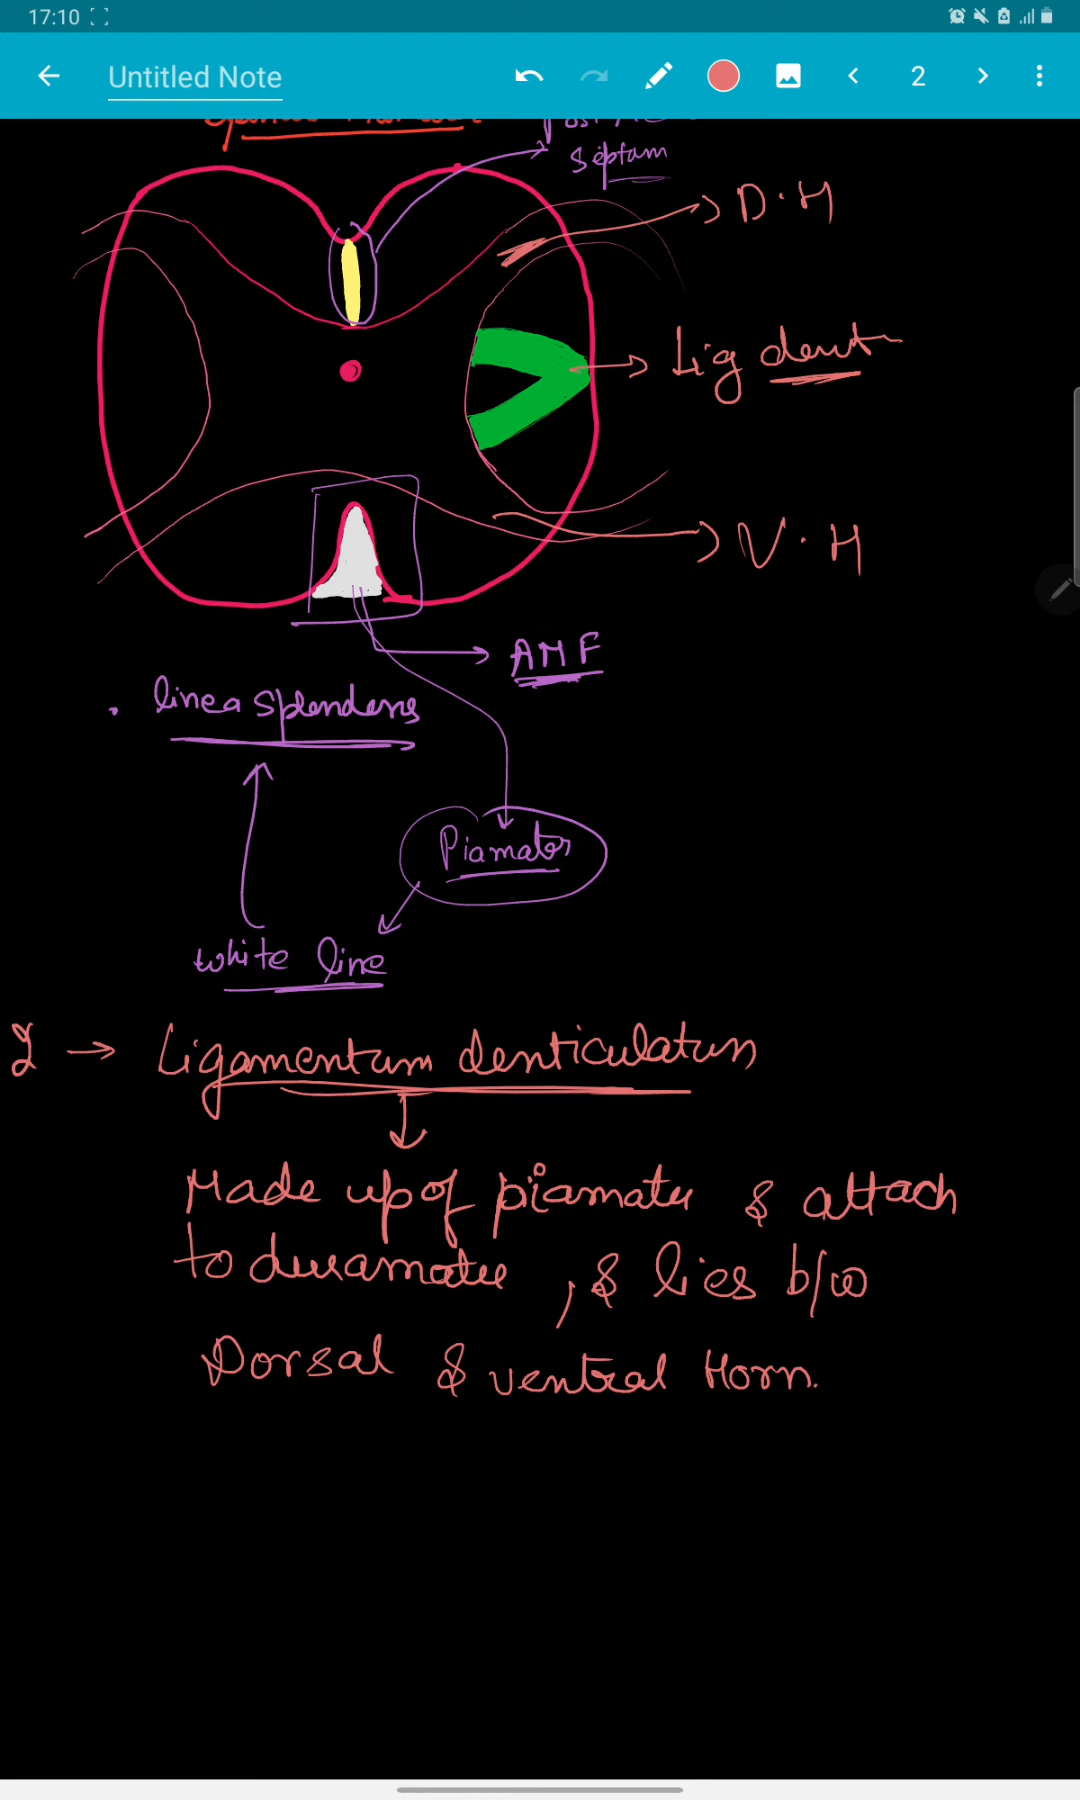 17:10
Untitled Note
2
septam
D.H
Lig dent
V.H
AMF
. linea splendens
Piamater
white line
2 → Ligamentum denticulatum
Made up of piamater & attach
to duramater, & lies b/w
Dorsal & ventral Horn.